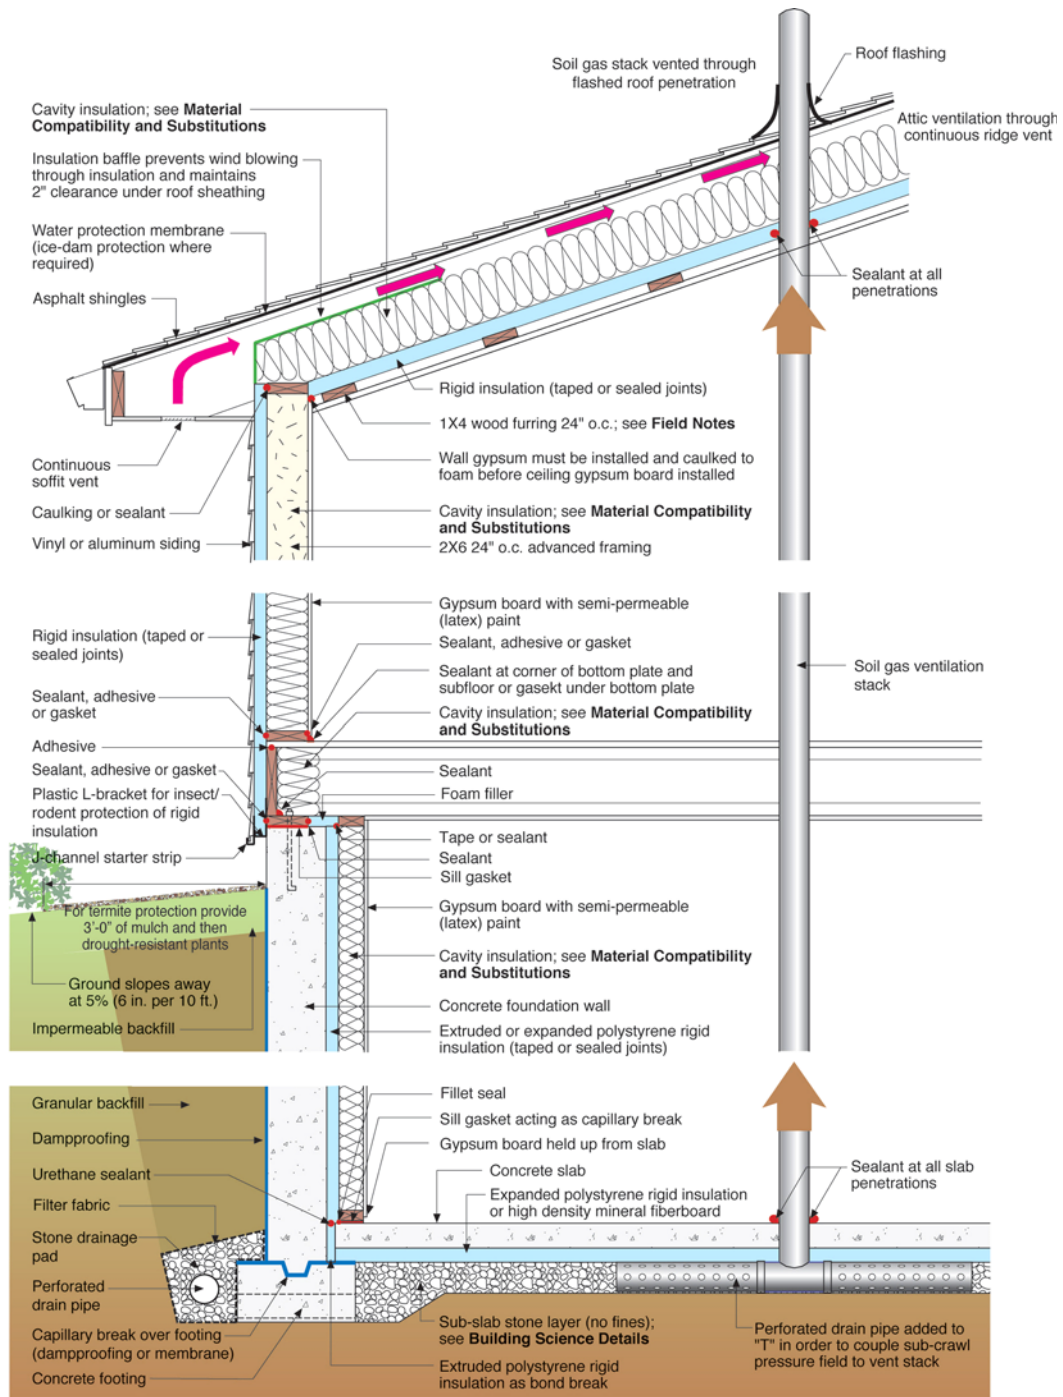 Soil gas stack vented through
flashed roof penetration
Roof flashing
Cavity insulation; see Material
Compatibility and Substitutions
Attic ventilation through
continuous ridge vent
Insulation baffle prevents wind blowing
through insulation and maintains
2" clearance under roof sheathing
Water protection membrane
(ice-dam protection where
required)
Asphalt shingles
Sealant at all
penetrations
Rigid insulation (taped or sealed joints)
1X4 wood furring 24" o.c.; see Field Notes
Continuous
soffit vent
Wall gypsum must be installed and caulked to
foam before ceiling gypsum board installed
Caulking or sealant
Cavity insulation; see Material Compatibility
and Substitutions
Vinyl or aluminum siding
2X6 24" o.c. advanced framing
Gypsum board with semi-permeable
(latex) paint
Rigid insulation (taped or
sealed joints)
Sealant, adhesive or gasket
Sealant at corner of bottom plate and
subfloor or gasekt under bottom plate
Soil gas ventilation
stack
Sealant, adhesive
or gasket
Cavity insulation; see Material Compatibility
and Substitutions
Adhesive
Sealant, adhesive or gasket
Sealant
Plastic L-bracket for insect/
rodent protection of rigid
insulation
Foam filler
Tape or sealant
J-channel starter strip
Sealant
Sill gasket
For termite protection provide
3'-0" of mulch and then
drought-resistant plants
Gypsum board with semi-permeable
(latex) paint
Cavity insulation; see Material Compatibility
and Substitutions
Ground slopes away
at 5% (6 in. per 10 ft.)
Concrete foundation wall
Impermeable backfill
Extruded or expanded polystyrene rigid
insulation (taped or sealed joints)
Granular backfill
Fillet seal
Sill gasket acting as capillary break
Dampproofing
Gypsum board held up from slab
Urethane sealant
Concrete slab
Sealant at all slab
penetrations
Filter fabric
Expanded polystyrene rigid insulation
or high density mineral fiberboard
Stone drainage
pad
Perforated
drain pipe
Sub-slab stone layer (no fines);
see Building Science Details
Perforated drain pipe added to
"T" in order to couple sub-crawl
pressure field to vent stack
Capillary break over footing
(dampproofing or membrane)
Extruded polystyrene rigid
insulation as bond break
Concrete footing